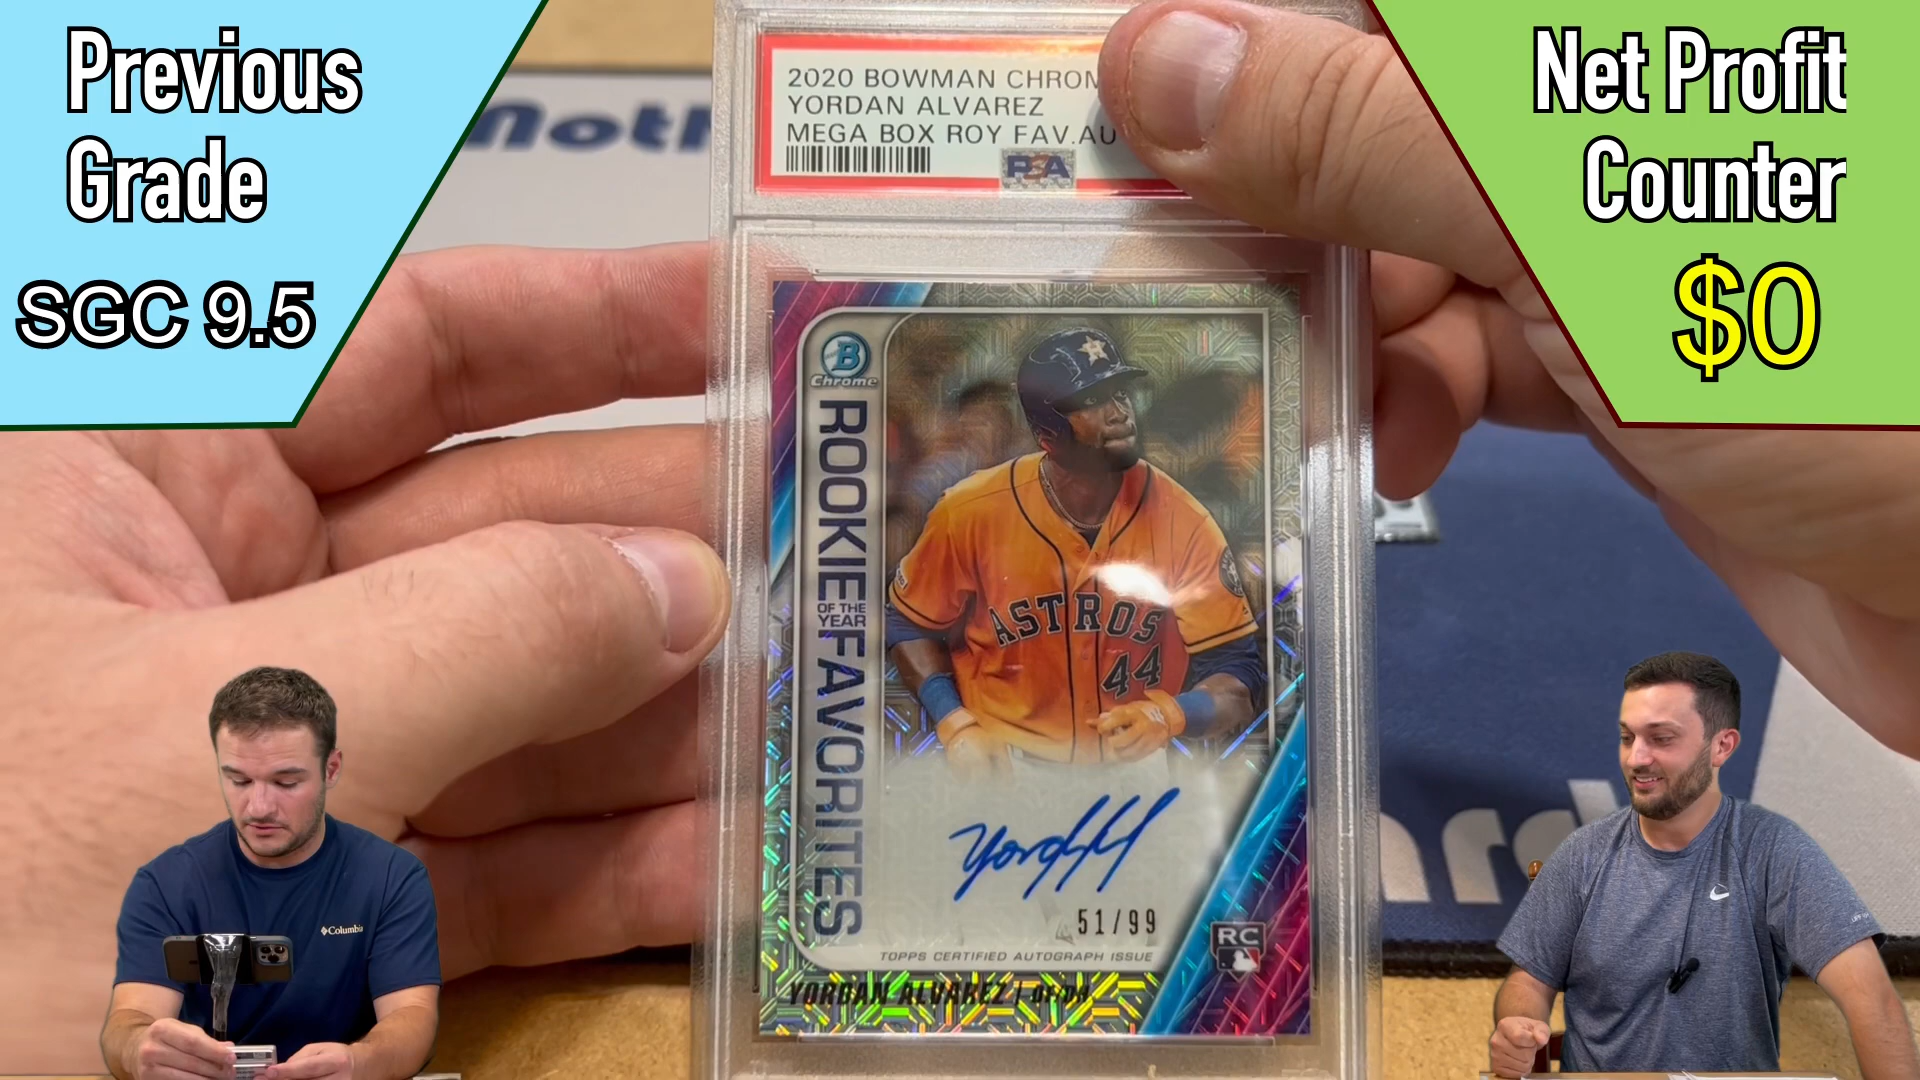 Previous
Grade
SGC 9.5
Net Profit
Counter
$0
2020 BOWMAN CHROM
YORDAN ALVAREZ
MEGA BOX ROY FAV.AU
PSA
B
Chrome
ROOKIE
OF THE
YEAR
FAVORITES
ASTROS
44
51/99
TOPPS CERTIFIED AUTOGRAPH ISSUE
RC
YORDAN ALVAREZ | OF/DH
Columbia